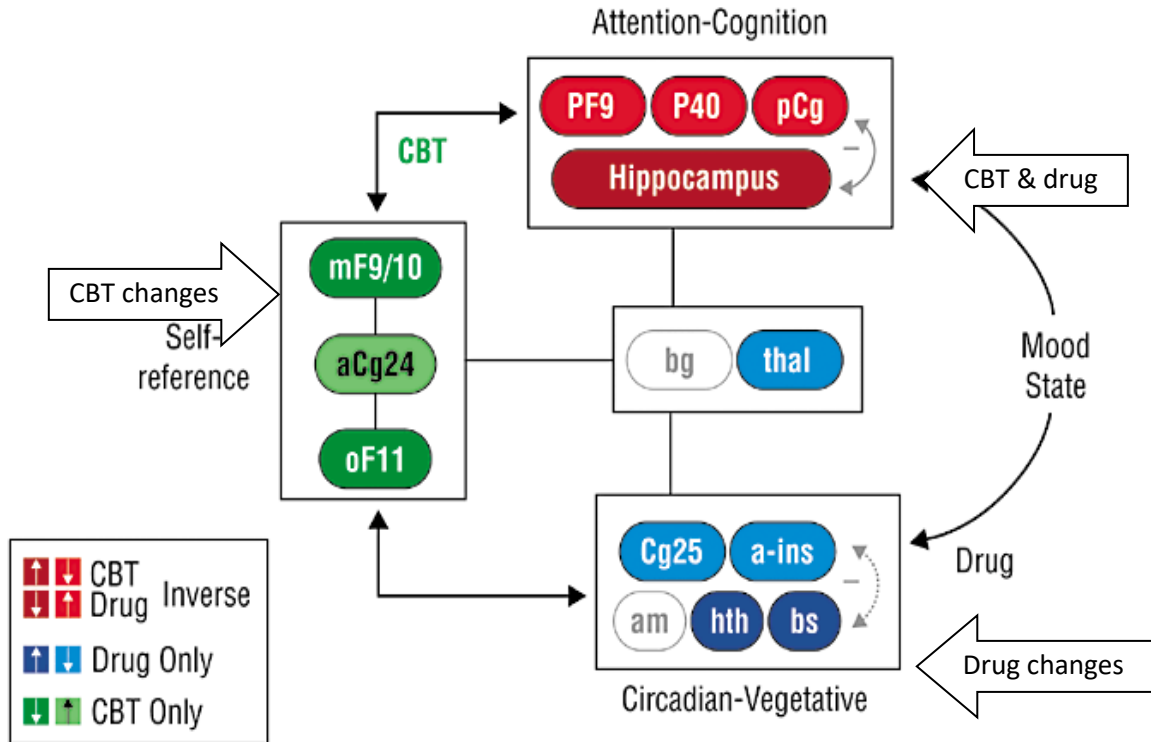 Attention-Cognition
PF9 P40 pCg
–
CBT
Hippocampus
CBT & drug
mF9/10
CBT changes
Self-
reference
aCg24
bg thal
Mood
State
oF11
Cg25 a-ins
–
Drug
am hth bs
Circadian-Vegetative
Drug changes
↑ ↓ CBT
↓ ↑ Drug
Inverse
↑ ↓ Drug Only
↓ ↑ CBT Only